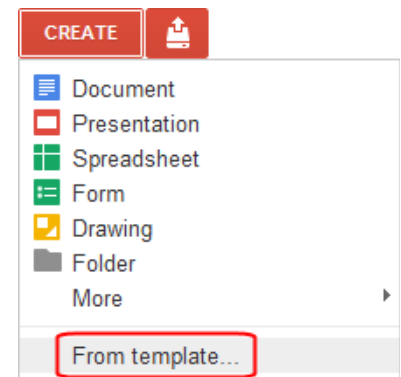 CREATE
Document
Presentation
Spreadsheet
Form
Drawing
Folder
More
From template...